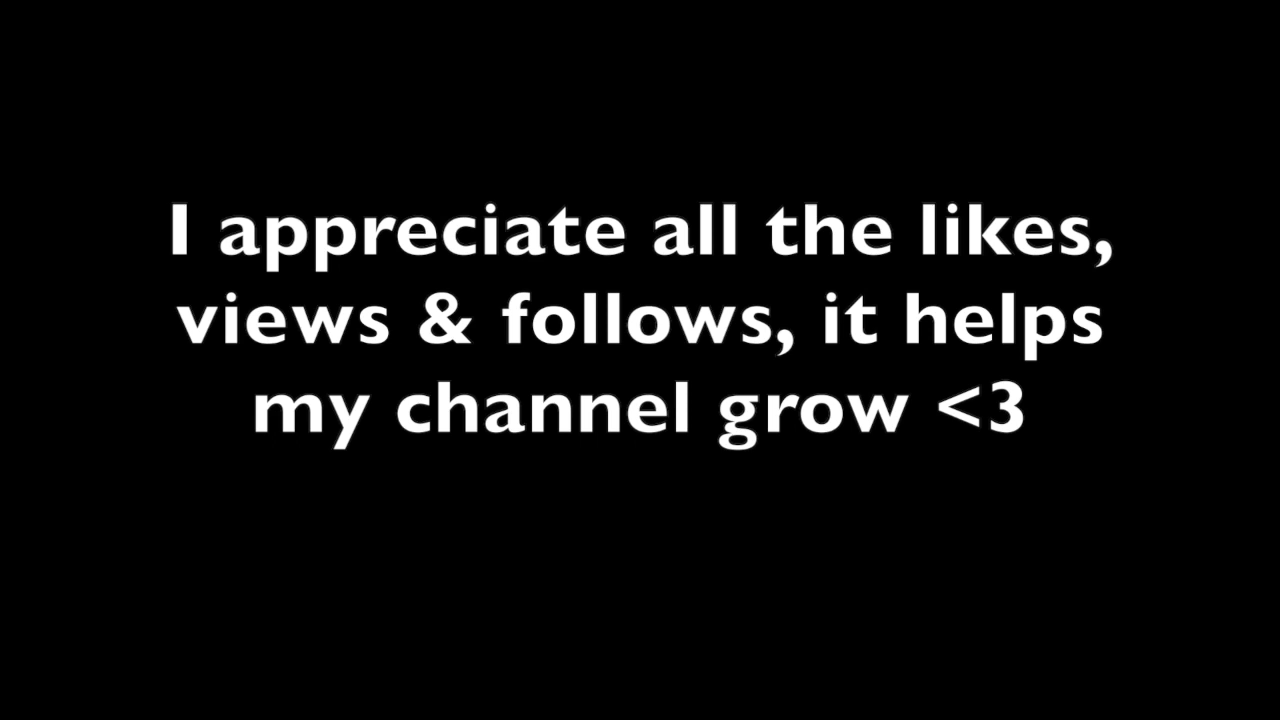 I appreciate all the likes,
views & follows, it helps
my channel grow <3